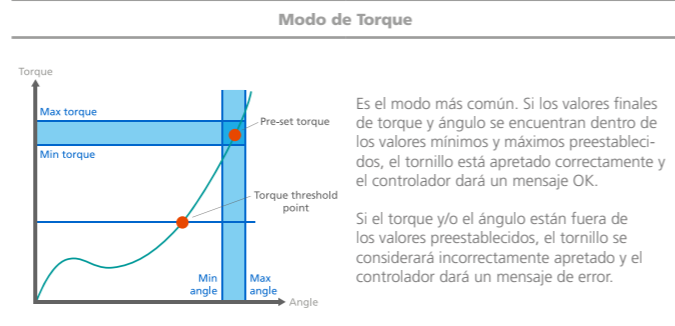 Modo de Torque
Torque
Max torque
Pre-set torque
Min torque
Torque threshold
point
Min
angle
Max
angle
Angle
Es el modo más común. Si los valores finales
de torque y ángulo se encuentran dentro de
los valores mínimos y máximos preestableci-
dos, el tornillo está apretado correctamente y
el controlador dará un mensaje OK.
Si el torque y/o el ángulo están fuera de
los valores preestablecidos, el tornillo se
considerará incorrectamente apretado y el
controlador dará un mensaje de error.